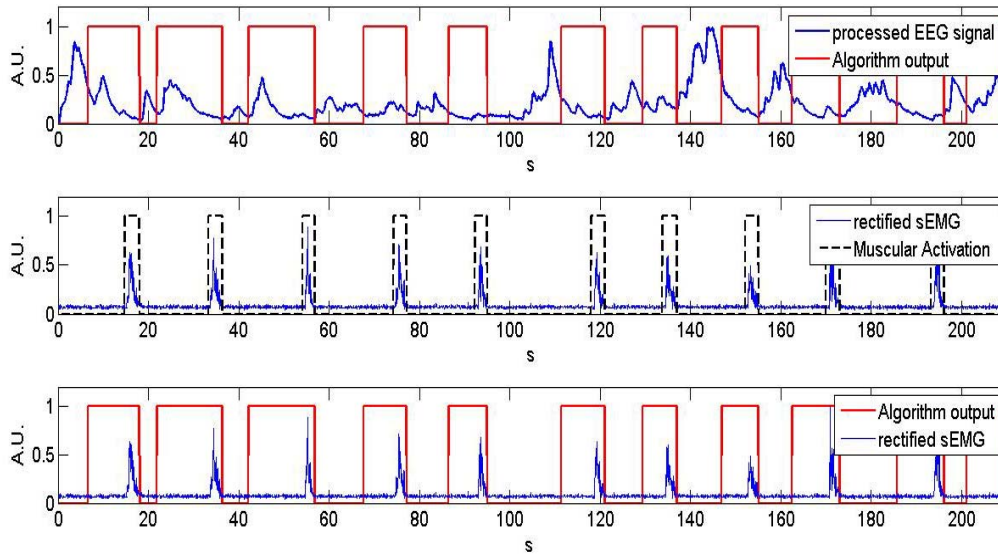 1
0.5
0
A.U.
processed EEG signal
Algorithm output
0 20 40 60 80 100 120 140 160 180 200
s
1
0.5
0
A.U.
rectified sEMG
Muscular Activation
0 20 40 60 80 100 120 140 160 180 200
s
1
0.5
0
A.U.
Algorithm output
rectified sEMG
0 20 40 60 80 100 120 140 160 180 200
s